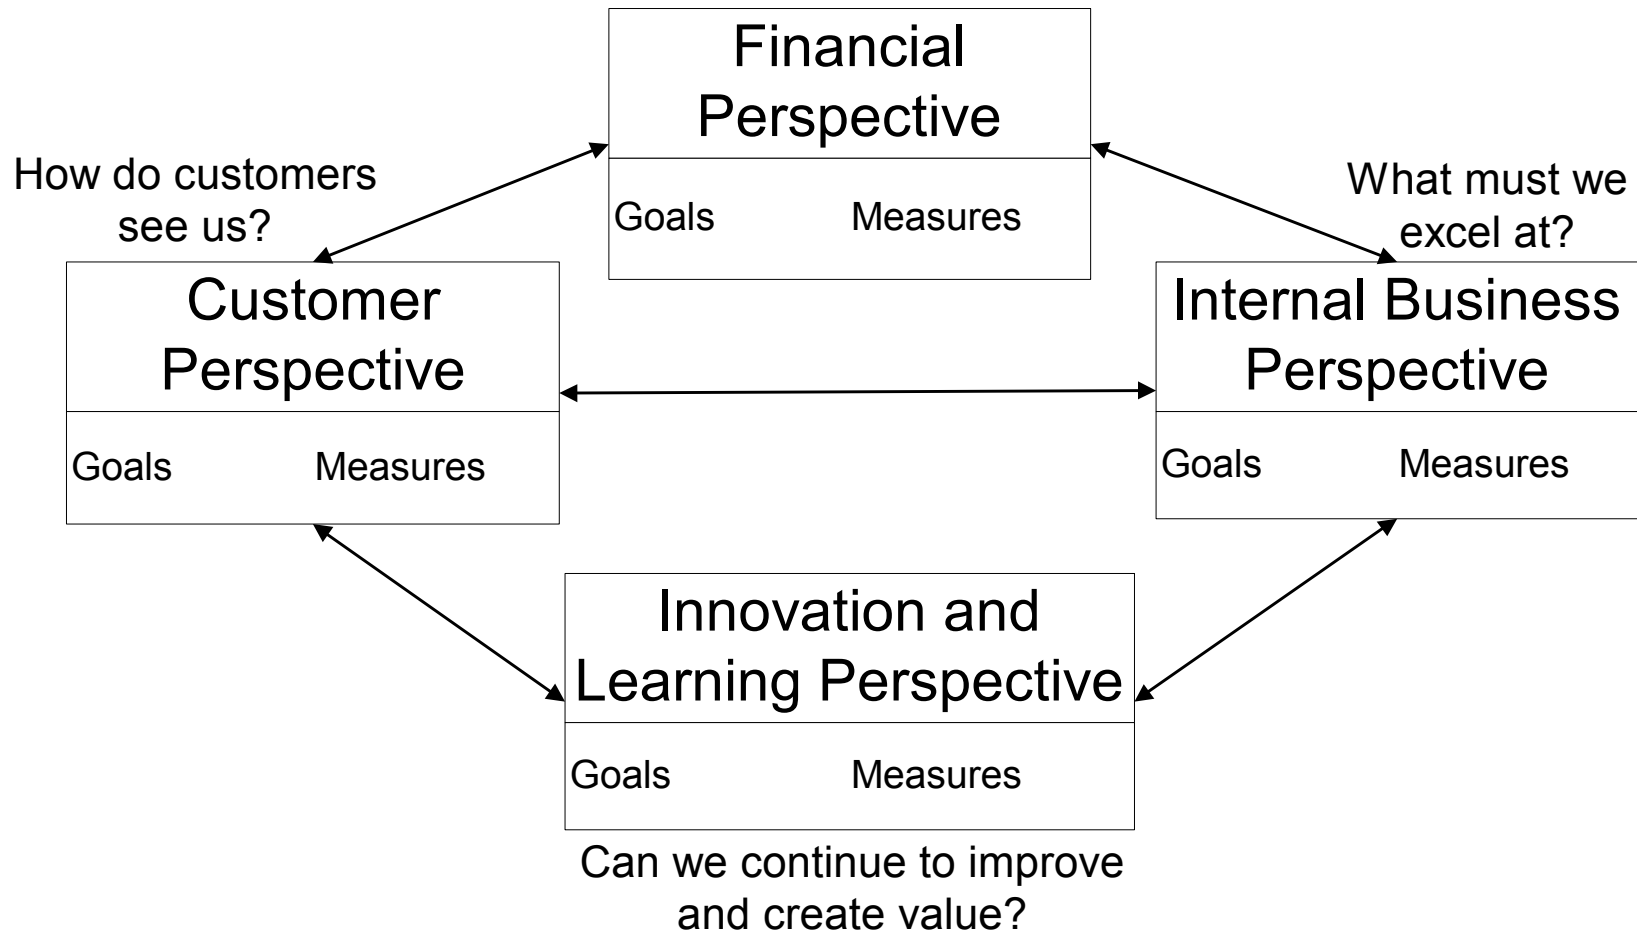 Financial
Perspective
Goals Measures
How do customers
see us?
Customer
Perspective
Goals Measures
What must we
excel at?
Internal Business
Perspective
Goals Measures
Innovation and
Learning Perspective
Goals Measures
Can we continue to improve
and create value?